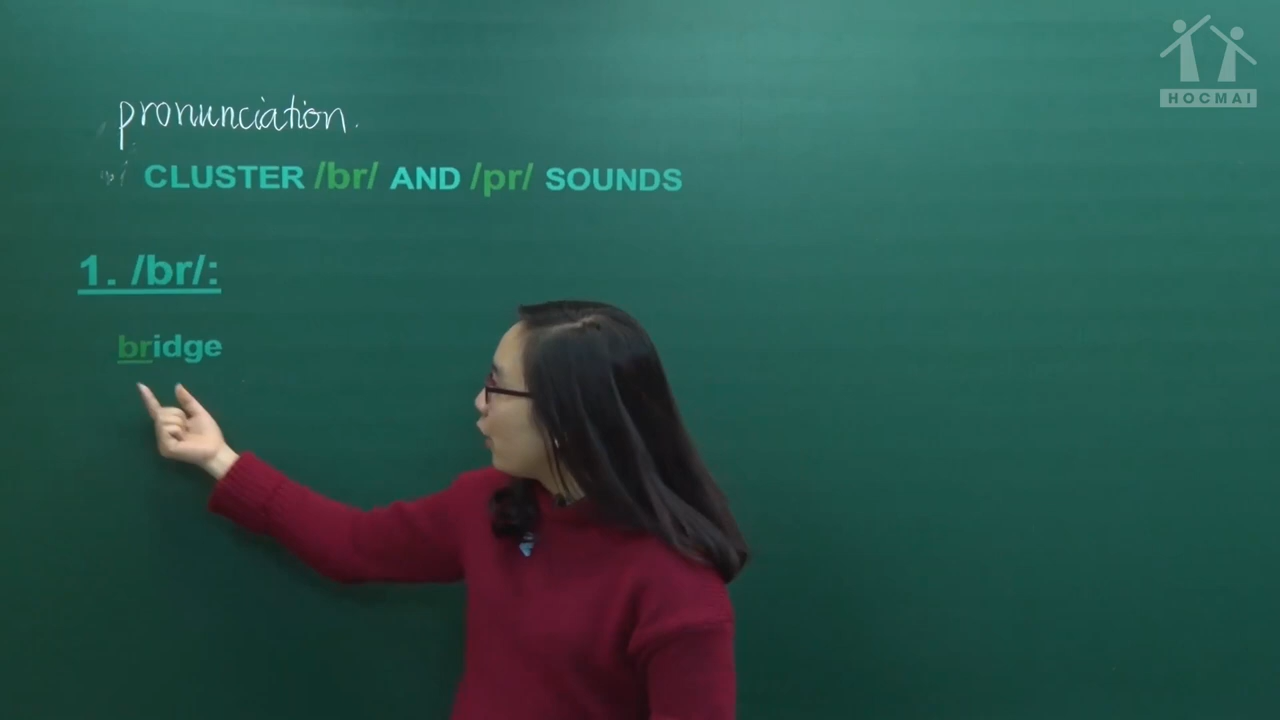 HOCMAI
pronunciation.
CLUSTER /br/ AND /pr/ SOUNDS
1. /br/:
bridge